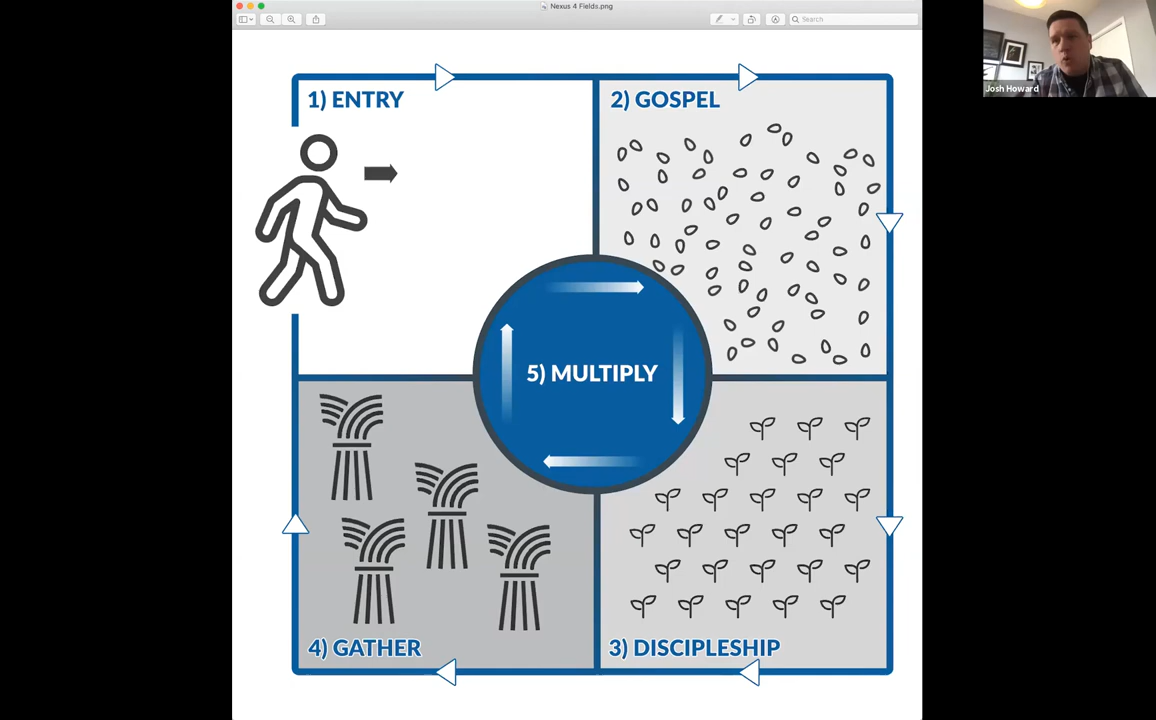 Nexus 4 Fields.png
Search
Josh Howard
1) ENTRY
2) GOSPEL
5) MULTIPLY
4) GATHER
3) DISCIPLESHIP